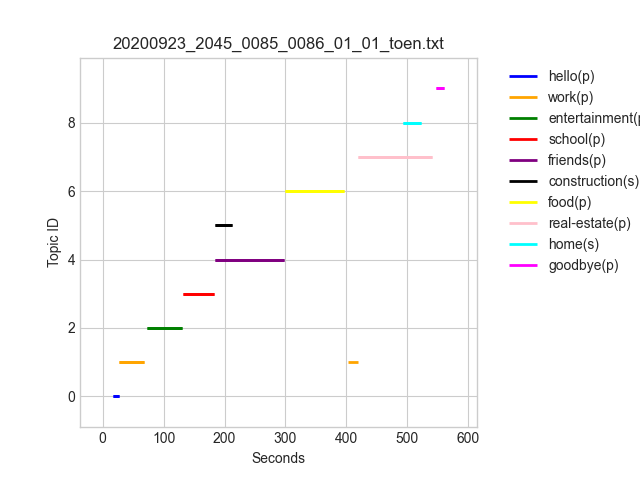 20200923_2045_0085_0086_01_01_toen.txt
hello(p)
work(p)
entertainment(p
school(p)
friends(p)
construction(s)
food(p)
real-estate(p)
home(s)
goodbye(p)
8
6
4
2
0
Topic ID
0 100 200 300 400 500 600
Seconds